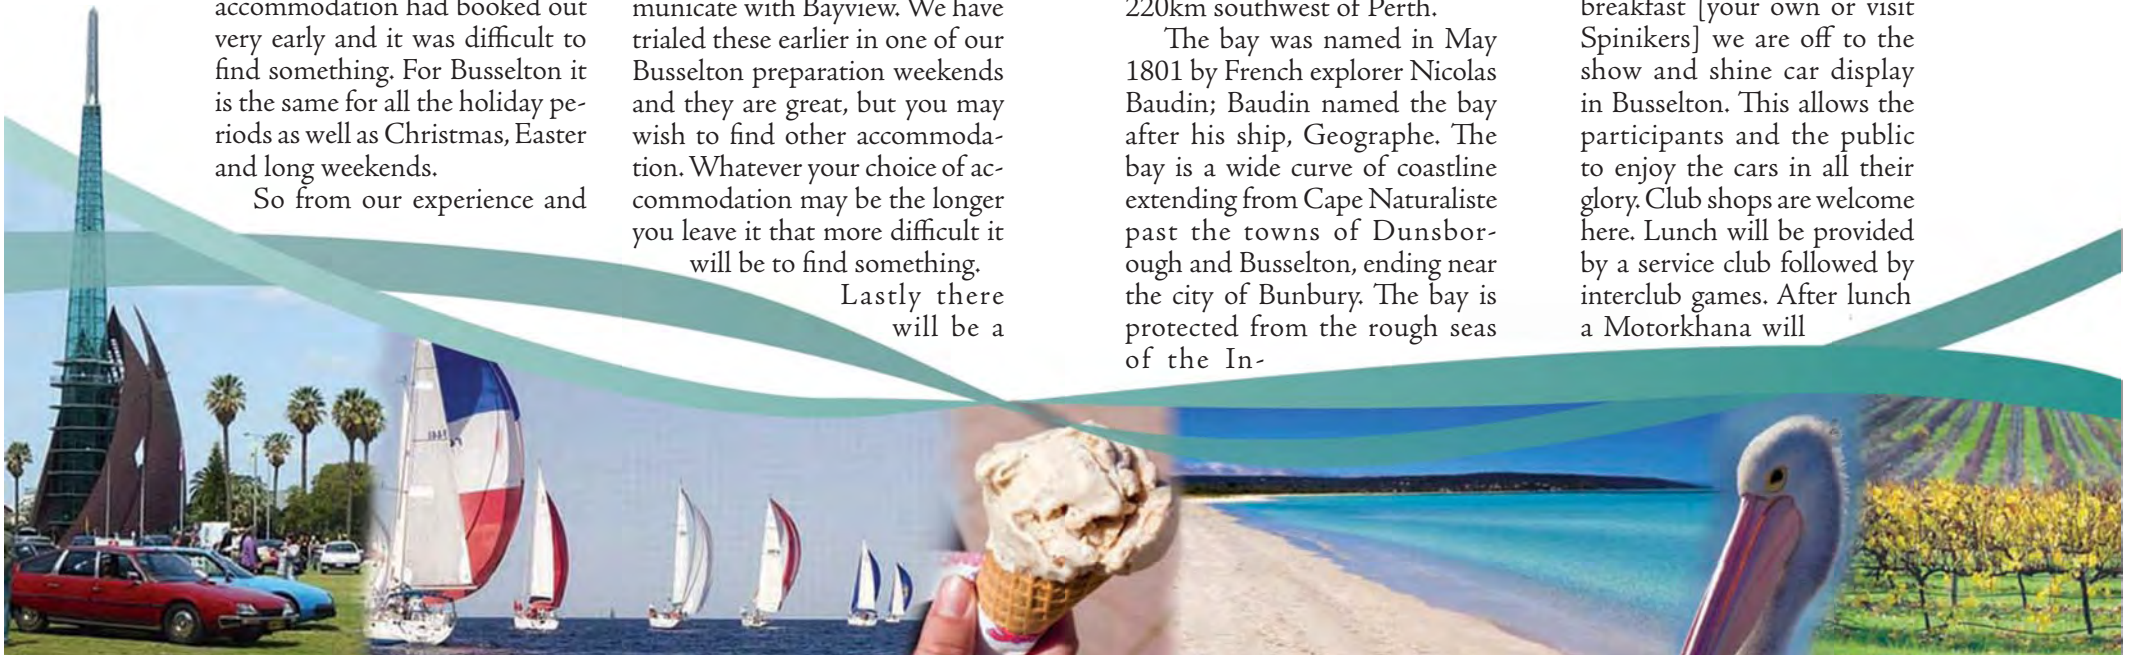 accommodation had booked out
very early and it was difficult to
find something. For Busselton it
is the same for all the holiday pe-
riods as well as Christmas, Easter
and long weekends.
So from our experience and
municate with Bayview. We have
trialed these earlier in one of our
Busselton preparation weekends
and they are great, but you may
wish to find other accommoda-
tion. Whatever your choice of ac-
commodation may be the longer
you leave it that more difficult it
will be to find something.
Lastly there
will be a
220km southwest of Perth.
The bay was named in May
1801 by French explorer Nicolas
Baudin; Baudin named the bay
after his ship, Geographe. The
bay is a wide curve of coastline
extending from Cape Naturaliste
past the towns of Dunsbor-
ough and Busselton, ending near
the city of Bunbury. The bay is
protected from the rough seas
of the In-
breakfast [your own or visit
Spinikers] we are off to the
show and shine car display
in Busselton. This allows the
participants and the public
to enjoy the cars in all their
glory. Club shops are welcome
here. Lunch will be provided
by a service club followed by
interclub games. After lunch
a Motorkhana will